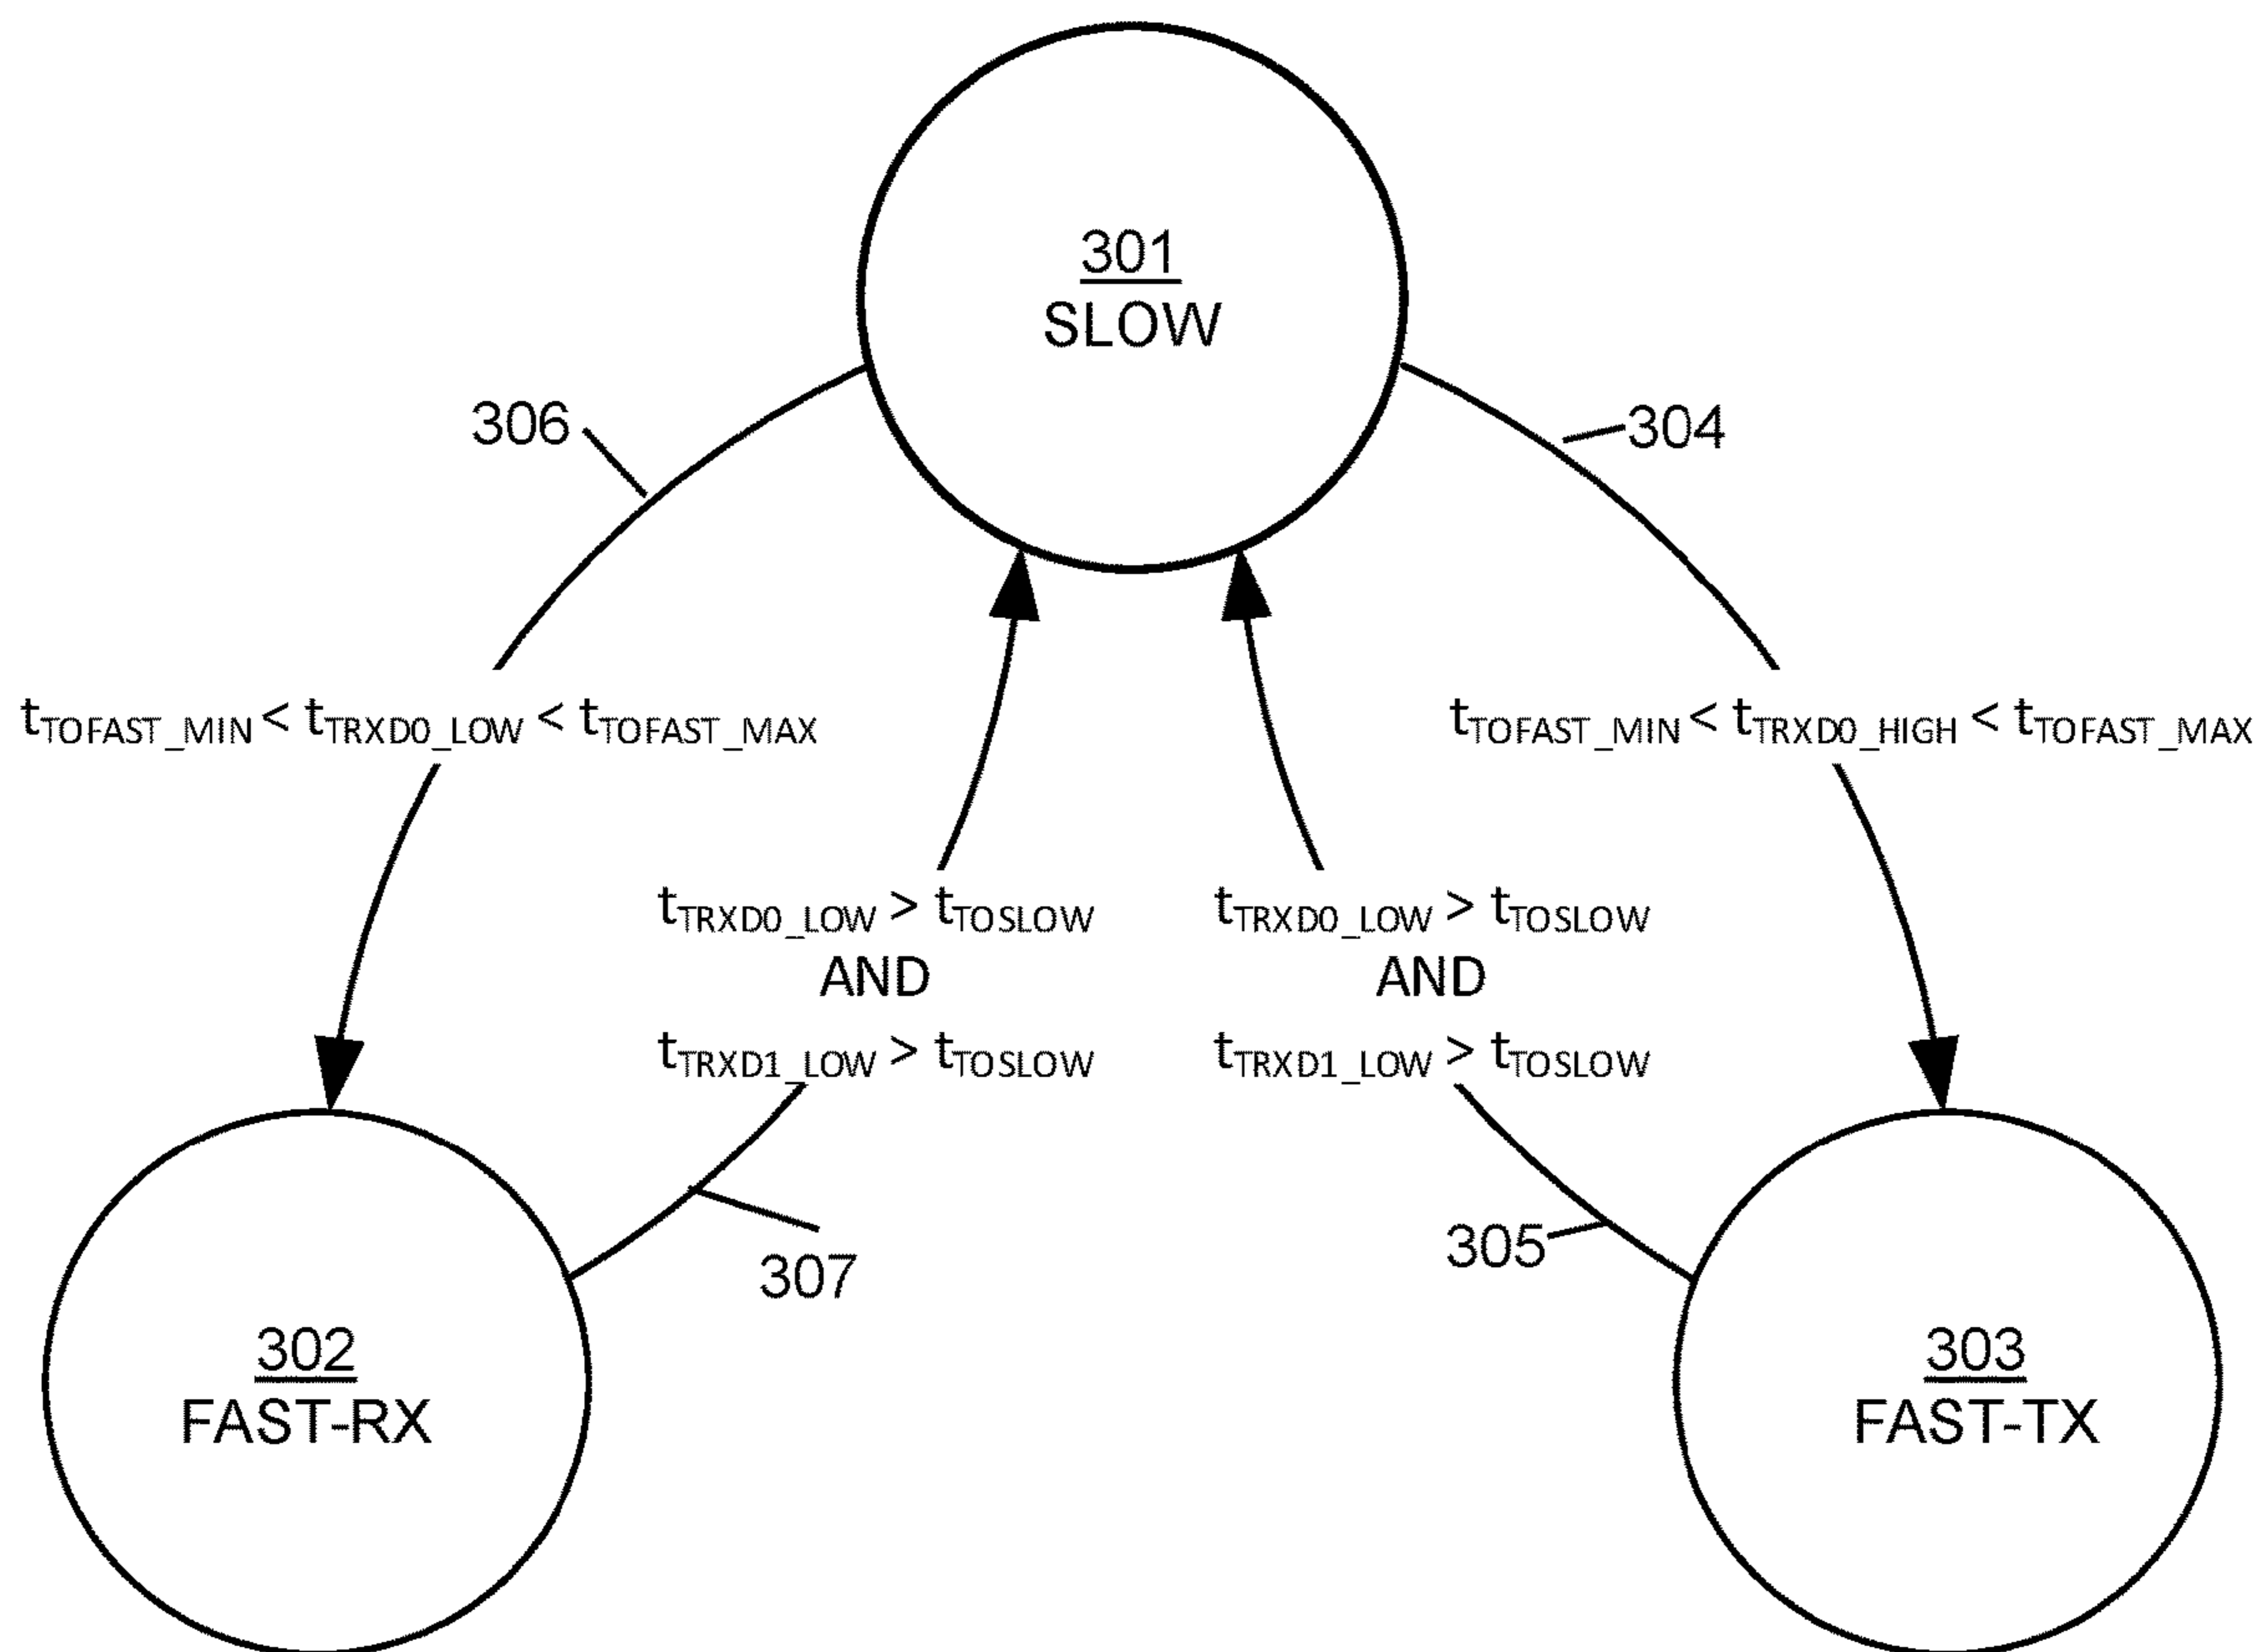 301
SLOW
306
304
tTOFAST_MIN < tTRXD0_LOW < tTOFAST_MAX
tTOFAST_MIN < tTRXD0_HIGH < tTOFAST_MAX
tTRXD0_LOW > tTOSLOW
AND
tTRXD1_LOW > tTOSLOW
tTRXD0_LOW > tTOSLOW
AND
tTRXD1_LOW > tTOSLOW
307
305
302
FAST-RX
303
FAST-TX